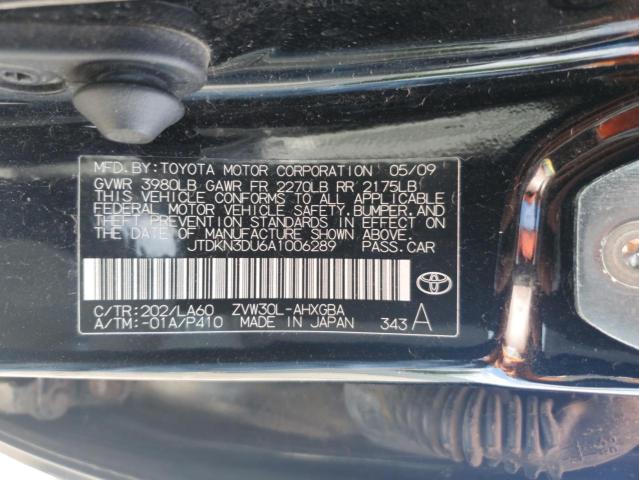 MFD.BY:TOYOTA MOTOR CORPORATION 05/09
GVWR 3980LB GAWR FR 2270LB RR 2175LB
THIS VEHICLE CONFORMS TO ALL APPLICABLE
FEDERAL MOTOR VEHICLE SAFETY,BUMPER,AND
THEFT PREVENTION STANDARDS IN EFFECT ON
THE DATE OF MANUFACTURE SHOWN ABOVE.
JTDKN3DU6A1006289 PASS.CAR
C/TR:202/LA60 ZVW30L-AHXGBA
A/TM:-01A/P410 MADE IN JAPAN 343 A